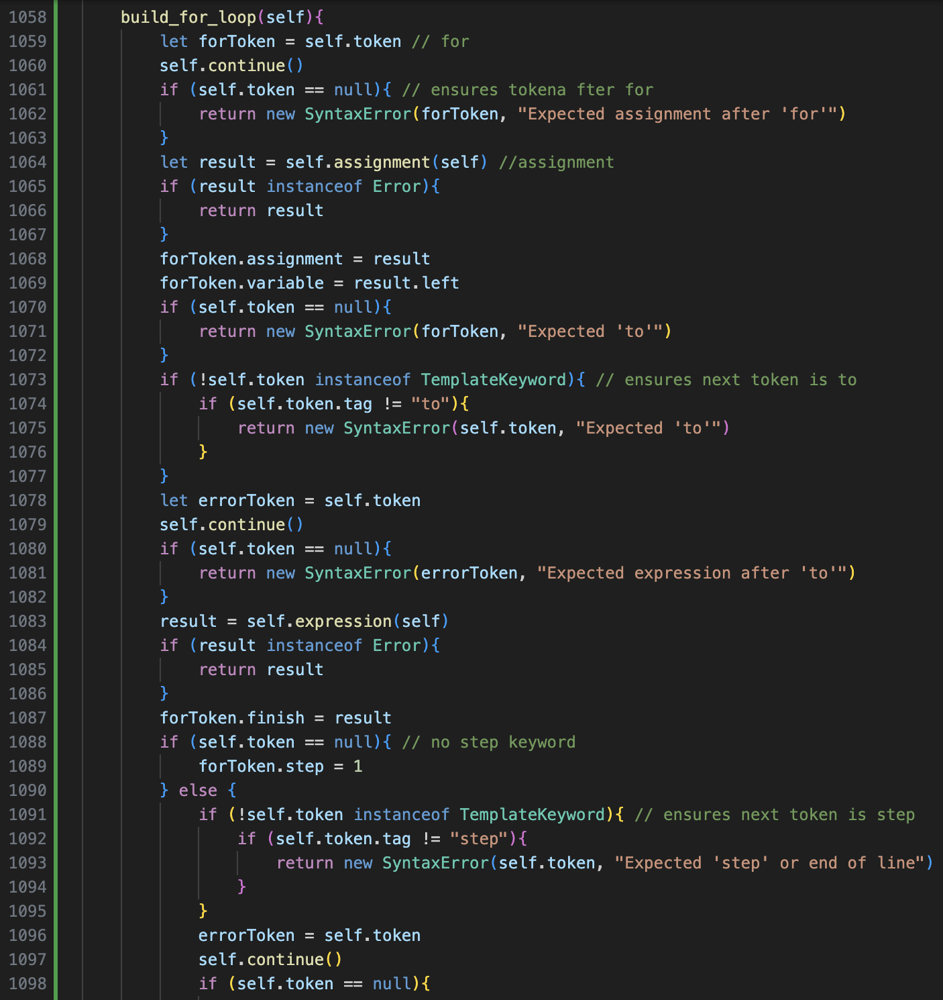 1058 build_for_loop(self){
1059 let forToken = self.token // for
1060 self.continue()
1061 if (self.token == null){ // ensures tokena fter for
1062 return new SyntaxError(forToken, "Expected assignment after 'for'")
1063 }
1064 let result = self.assignment(self) //assignment
1065 if (result instanceof Error){
1066 return result
1067 }
1068 forToken.assignment = result
1069 forToken.variable = result.left
1070 if (self.token == null){
1071 return new SyntaxError(forToken, "Expected 'to'")
1072 }
1073 if (!self.token instanceof TemplateKeyword){ // ensures next token is to
1074 if (self.token.tag != "to"){
1075 return new SyntaxError(self.token, "Expected 'to'")
1076 }
1077 }
1078 let errorToken = self.token
1079 self.continue()
1080 if (self.token == null){
1081 return new SyntaxError(errorToken, "Expected expression after 'to'")
1082 }
1083 result = self.expression(self)
1084 if (result instanceof Error){
1085 return result
1086 }
1087 forToken.finish = result
1088 if (self.token == null){ // no step keyword
1089 forToken.step = 1
1090 } else {
1091 if (!self.token instanceof TemplateKeyword){ // ensures next token is step
1092 if (self.token.tag != "step"){
1093 return new SyntaxError(self.token, "Expected 'step' or end of line")
1094 }
1095 }
1096 errorToken = self.token
1097 self.continue()
1098 if (self.token == null){